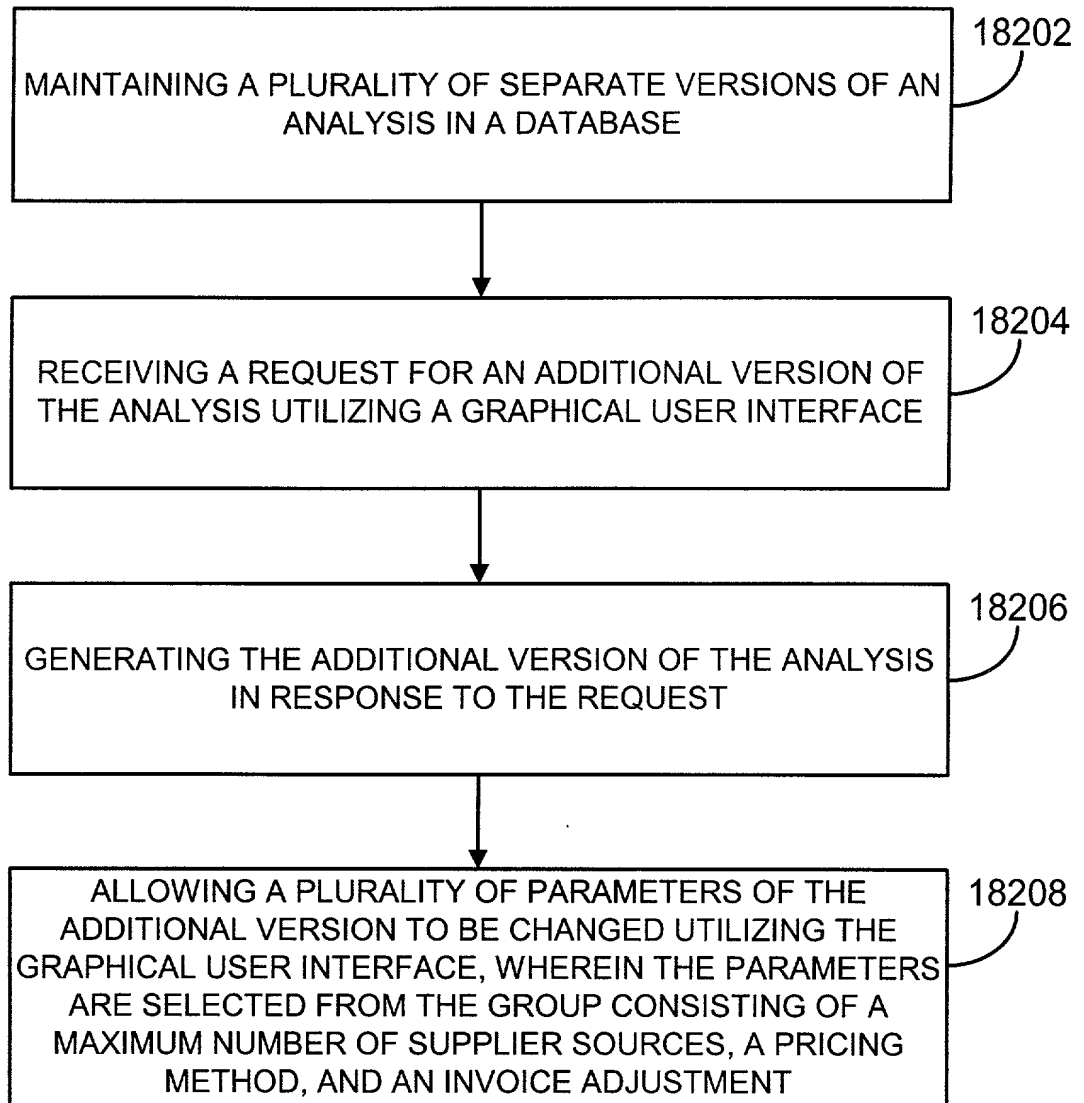 18202
MAINTAINING A PLURALITY OF SEPARATE VERSIONS OF AN
ANALYSIS IN A DATABASE
18204
RECEIVING A REQUEST FOR AN ADDITIONAL VERSION OF
THE ANALYSIS UTILIZING A GRAPHICAL USER INTERFACE
18206
GENERATING THE ADDITIONAL VERSION OF THE ANALYSIS
IN RESPONSE TO THE REQUEST
18208
ALLOWING A PLURALITY OF PARAMETERS OF THE
ADDITIONAL VERSION TO BE CHANGED UTILIZING THE
GRAPHICAL USER INTERFACE, WHEREIN THE PARAMETERS
ARE SELECTED FROM THE GROUP CONSISTING OF A
MAXIMUM NUMBER OF SUPPLIER SOURCES, A PRICING
METHOD, AND AN INVOICE ADJUSTMENT